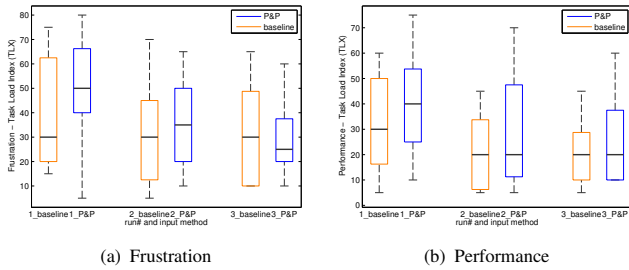 P&P
baseline
80
70
60
50
40
30
20
10
Frustration – Task Load Index (TLX)
1_baseline1_P&P
2_baseline2_P&P
3_baseline3_P&P
run# and input method
(a) Frustration
P&P
baseline
70
60
50
40
30
20
10
0
Performance – Task Load Index (TLX)
1_baseline1_P&P
2_baseline2_P&P
3_baseline3_P&P
run# and input method
(b) Performance